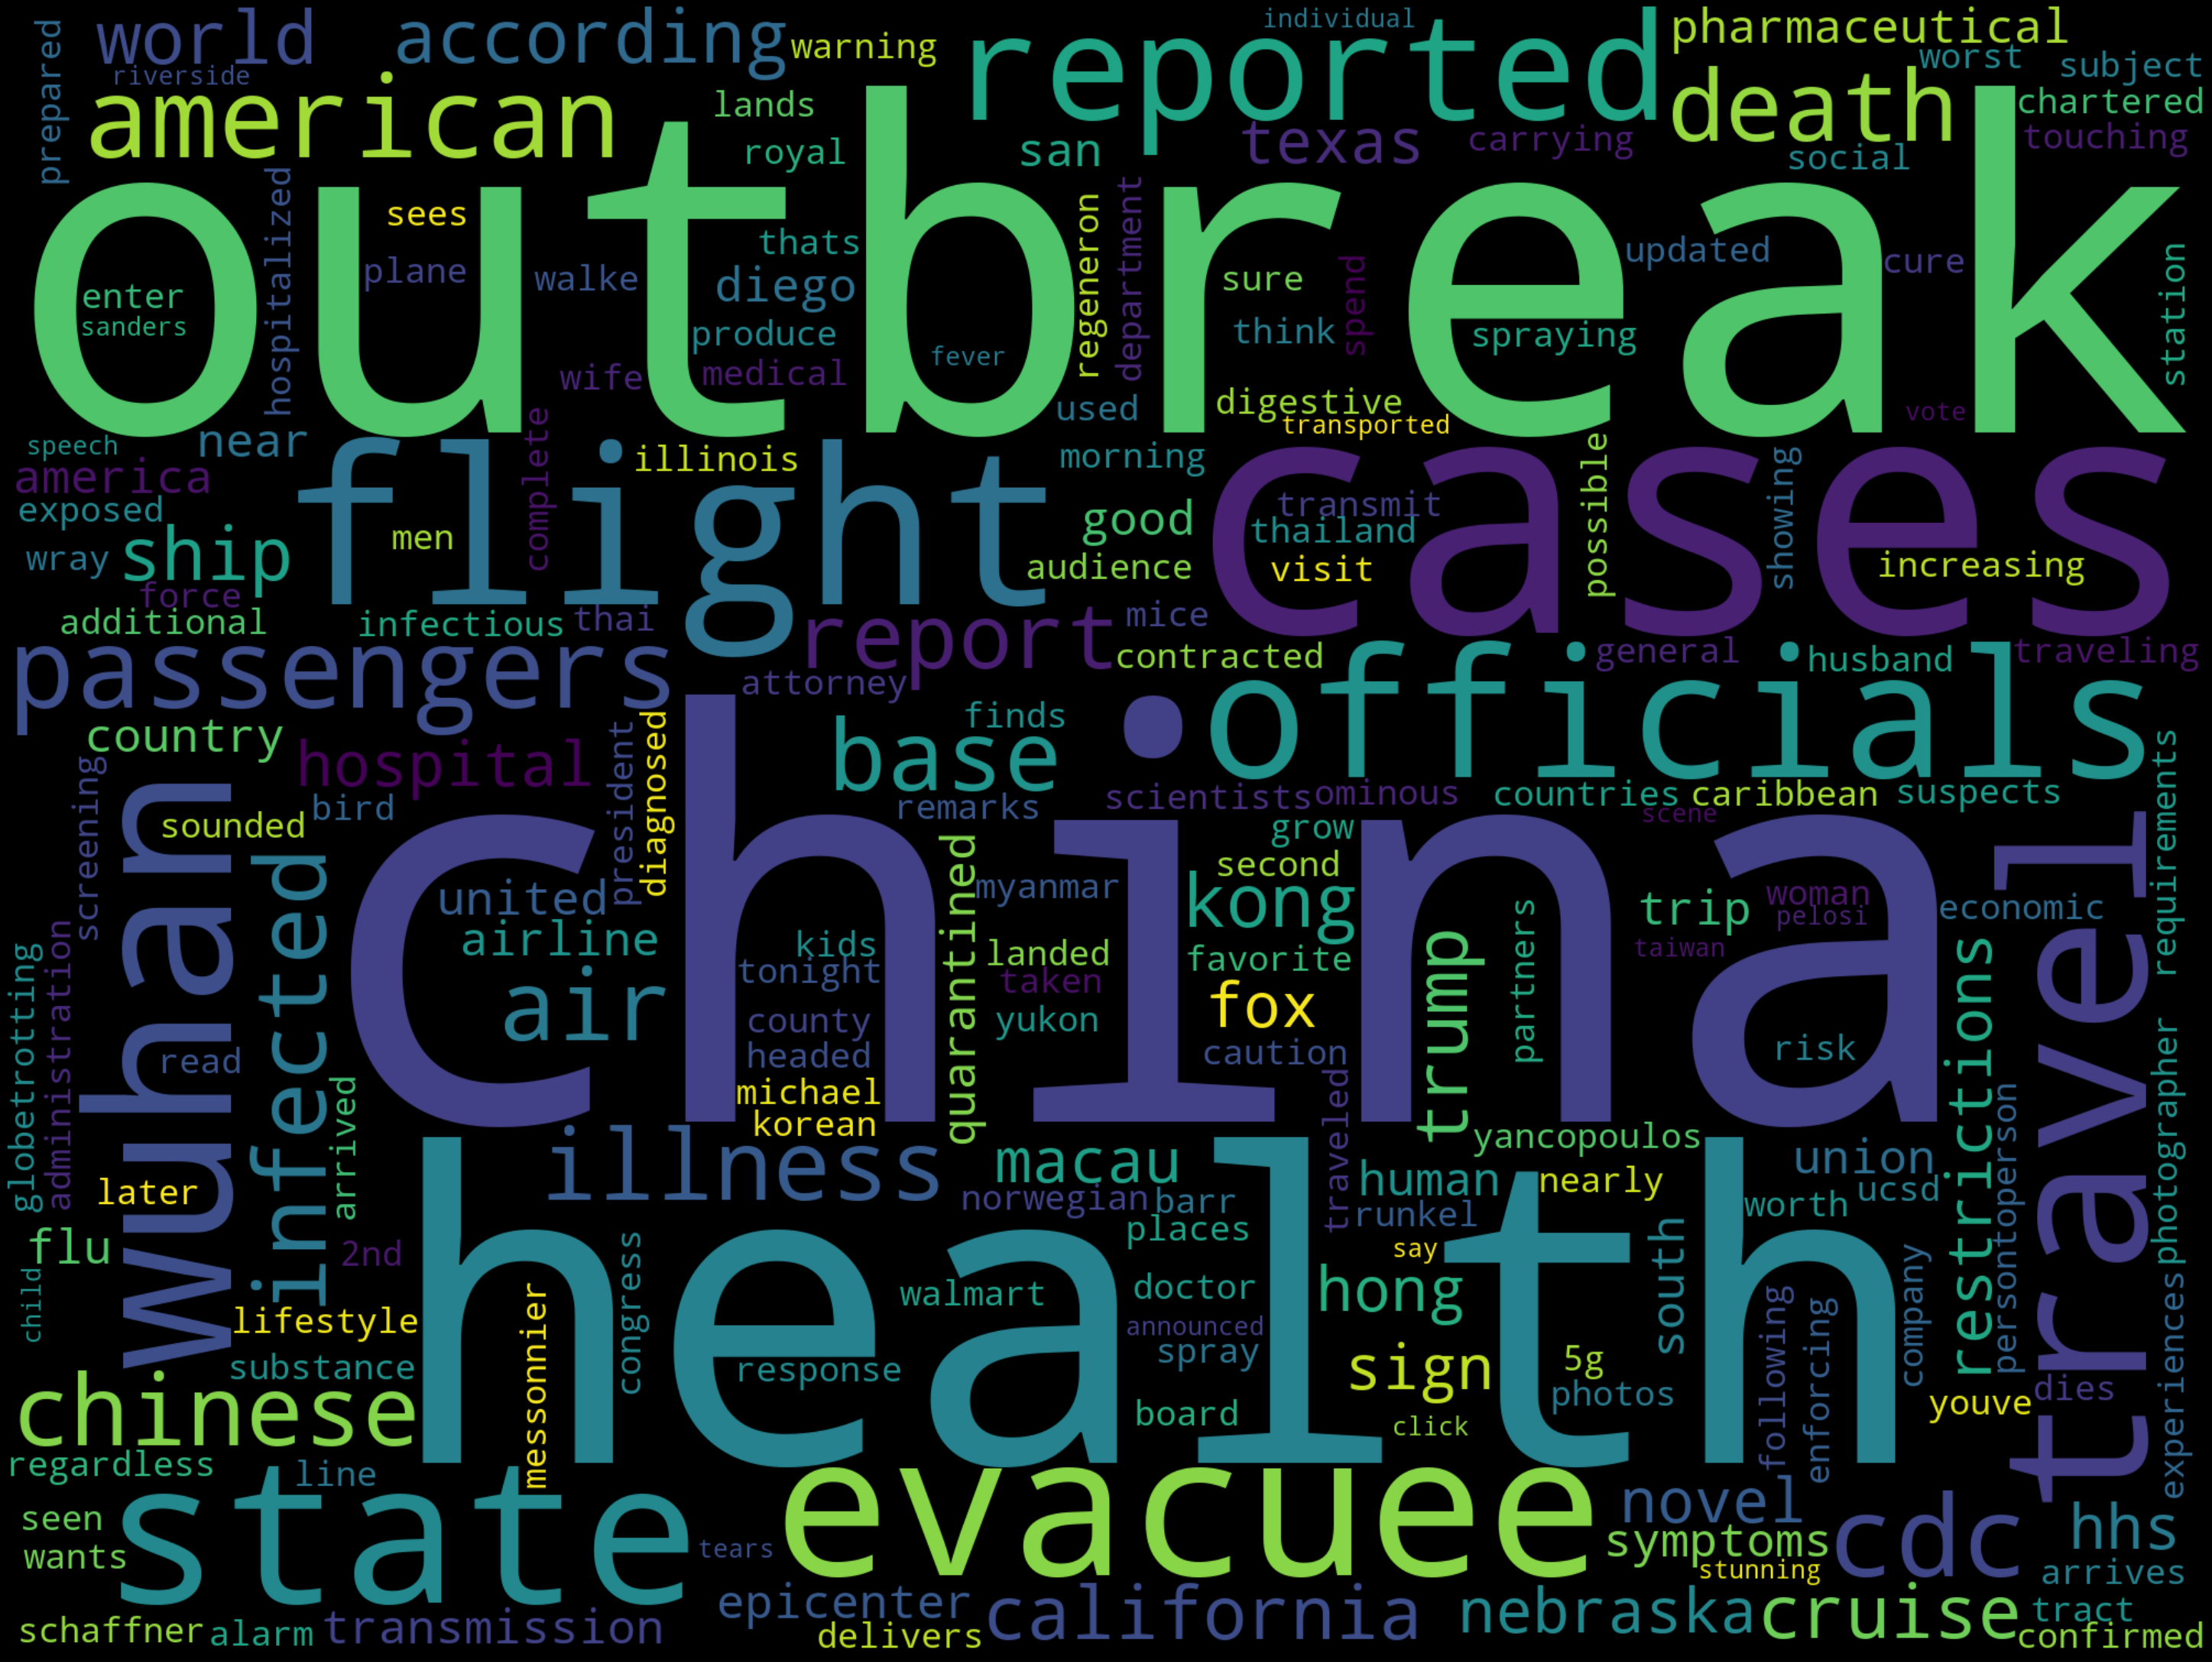 individual
world
according
warning
reported
pharmaceutical
prepared
riverside
worst
subject
american
lands
death
chartered
royal
san
texas
carrying
social
touching
outbreak
hospitalized
sees
thats
regeneron
department
updated
cure
station
enter
plane
walke
diego
sure
spend
sanders
produce
think
spraying
fever
wife
medical
used
digestive
vote
transported
speech
near
complete
illinois
morning
possible
showing
america
flight
cases
exposed
transmit
good
men
thailand
wray
ship
audience
visit
increasing
force
additional
infectious
thai
mice
report
contracted
officials
general
husband
traveling
passengers
attorney
country
finds
base
hospital
president
diagnosed
screening
bird
remarks
scientists
ominous
countries
caribbean
suspects
requirements
scene
sounded
grow
china
second
wuhan
infected
united
quarantined
myanmar
kong
trip
woman
economic
pelosi
airline
kids
landed
favorite
trump
partners
taiwan
restrictions
travel
globetrotting
administration
air
tonight
taken
fox
county
yukon
read
headed
caution
risk
michael
traveled
photographer
arrived
korean
yancopoulos
persontoperson
illness
macau
human
nearly
union
later
norwegian
barr
runkel
worth
ucsd
places
flu
2nd
congress
health
say
south
child
messonnier
walmart
doctor
hong
following
enforcing
company
experiences
lifestyle
announced
substance
response
spray
sign
5g
photos
chinese
board
click
youve
dies
regardless
line
state
evacuee
novel
cdc
seen
hhs
wants
tears
symptoms
stunning
arrives
epicenter
california
nebraska
cruise
tract
schaffner
alarm
transmission
delivers
confirmed